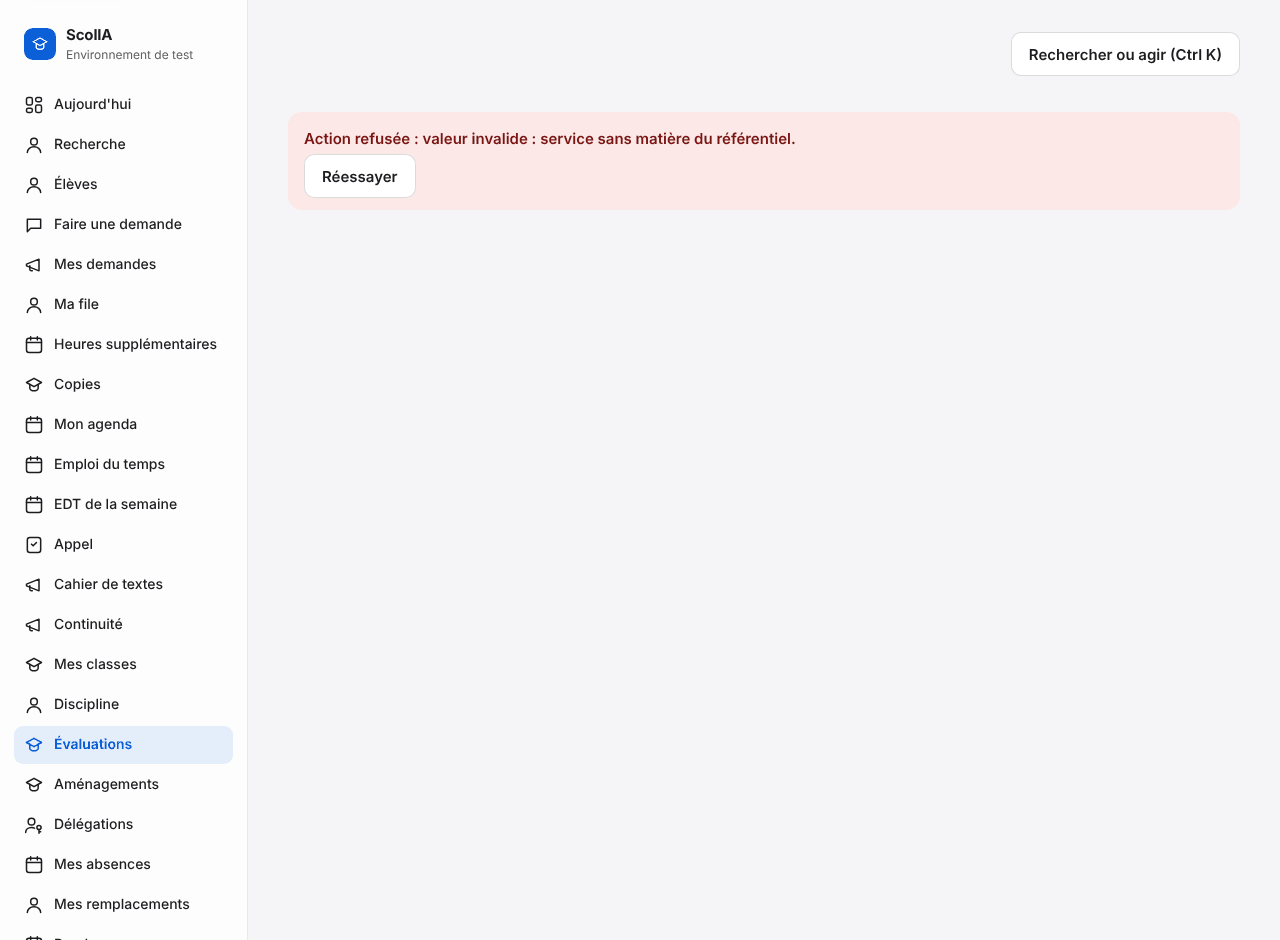 ScolIA
Environnement de test
Rechercher ou agir (Ctrl K)
Action refusée : valeur invalide : service sans matière du référentiel.
Réessayer
Aujourd'hui
Recherche
Élèves
Faire une demande
Mes demandes
Ma file
Heures supplémentaires
Copies
Mon agenda
Emploi du temps
EDT de la semaine
Appel
Cahier de textes
Continuité
Mes classes
Discipline
Évaluations
Aménagements
Délégations
Mes absences
Mes remplacements